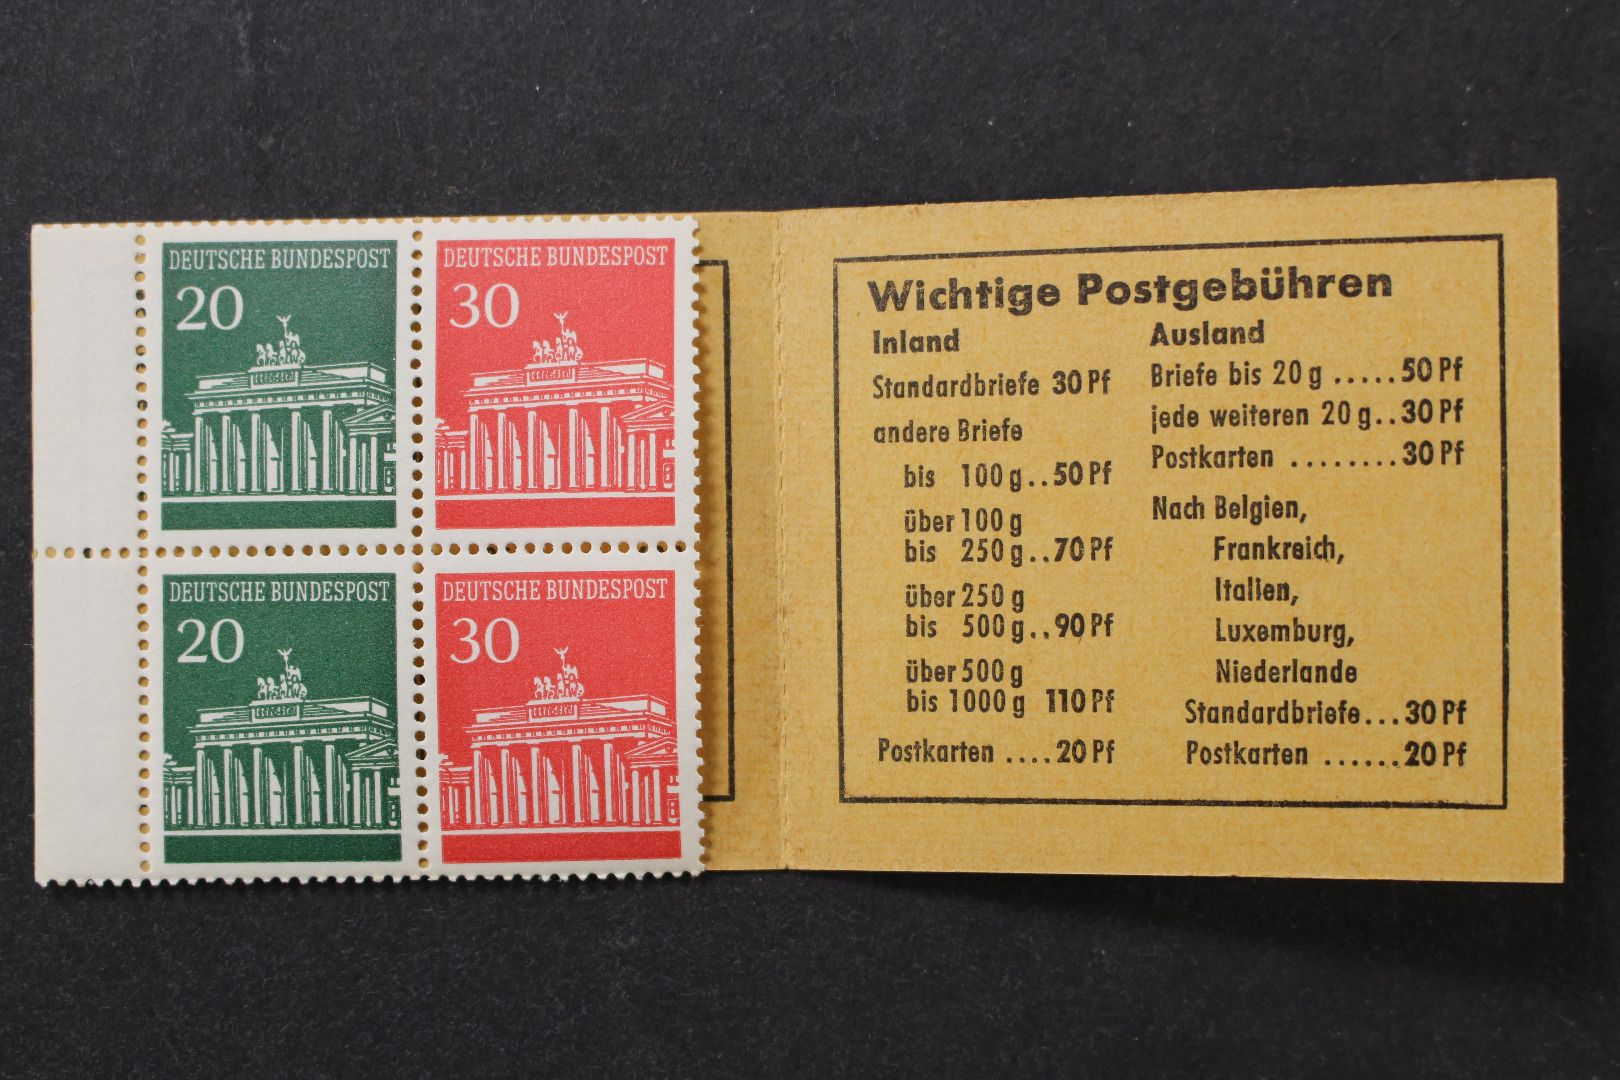 DEUTSCHE BUNDESPOST
20
DEUTSCHE BUNDESPOST
30
DEUTSCHE BUNDESPOST
20
DEUTSCHE BUNDESPOST
30
Wichtige Postgebühren
Inland
Standardbriefe 30 Pf
andere Briefe
bis 100 g..50 Pf
über 100 g
bis 250 g..70 Pf
über 250 g
bis 500 g..90 Pf
über 500 g
bis 1000 g 110 Pf
Postkarten ....20 Pf
Ausland
Briefe bis 20 g .....50 Pf
jede weiteren 20 g..30 Pf
Postkarten ........30 Pf
Nach Belgien,
Frankreich,
Italien,
Luxemburg,
Niederlande
Standardbriefe...30 Pf
Postkarten ......20 Pf